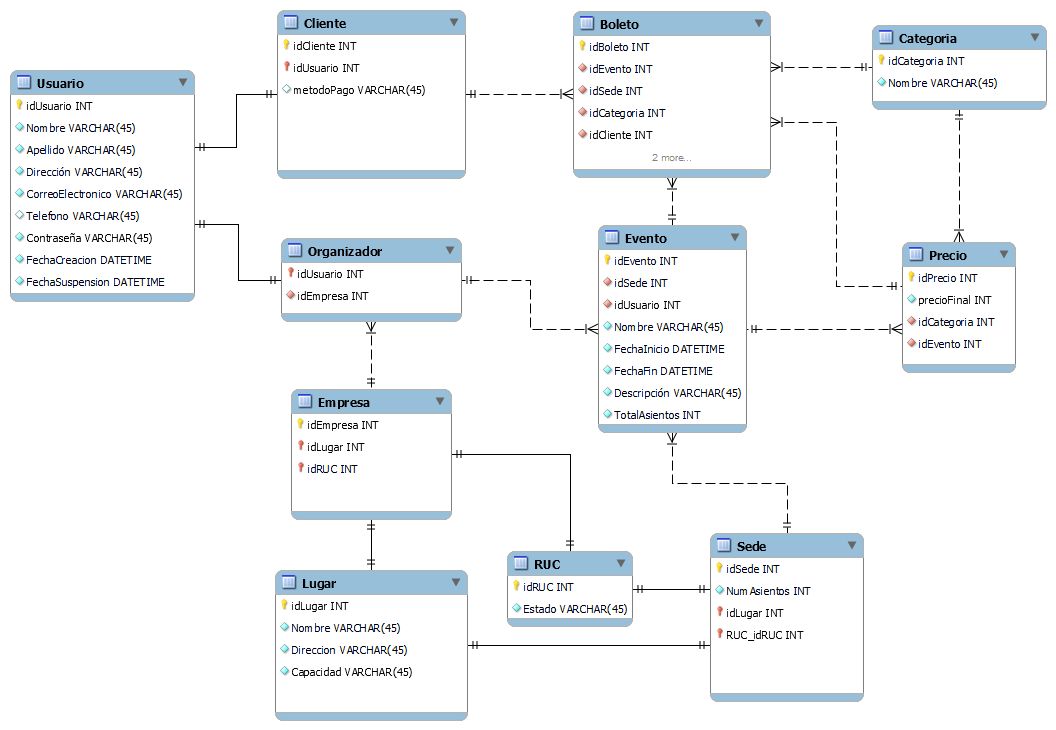 Usuario
idUsuario INT
Nombre VARCHAR(45)
Apellido VARCHAR(45)
Dirección VARCHAR(45)
CorreoElectronico VARCHAR(45)
Telefono VARCHAR(45)
Contraseña VARCHAR(45)
FechaCreacion DATETIME
FechaSuspension DATETIME
Cliente
idCliente INT
idUsuario INT
metodoPago VARCHAR(45)
Boleto
idBoleto INT
idEvento INT
idSede INT
idCategoria INT
idCliente INT
2 more...
Categoria
idCategoria INT
Nombre VARCHAR(45)
Organizador
idUsuario INT
idEmpresa INT
Evento
idEvento INT
idSede INT
idUsuario INT
Nombre VARCHAR(45)
FechaInicio DATETIME
FechaFin DATETIME
Descripción VARCHAR(45)
TotalAsientos INT
Precio
idPrecio INT
precioFinal INT
idCategoria INT
idEvento INT
Empresa
idEmpresa INT
idLugar INT
idRUC INT
Lugar
idLugar INT
Nombre VARCHAR(45)
Direccion VARCHAR(45)
Capacidad VARCHAR(45)
RUC
idRUC INT
Estado VARCHAR(45)
Sede
idSede INT
NumAsientos INT
idLugar INT
RUC_idRUC INT